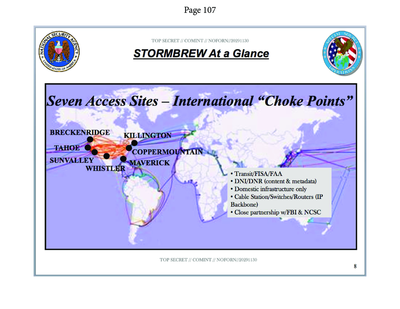 Page 107
TOP SECRET // COMINT // NOFORN//20291130
STORMBREW At a Glance
Seven Access Sites – International “Choke Points”
BRECKENRIDGE
KILLINGTON
TAHOE
COPPERMOUNTAIN
SUNVALLEY
MAVERICK
WHISTLER
• Transit/FISA/FAA
• DNI/DNR (content & metadata)
• Domestic infrastructure only
• Cable Station/Switches/Routers (IP
Backbone)
• Close partnership w/FBI & NCSC
TOP SECRET // COMINT // NOFORN//20291130
8